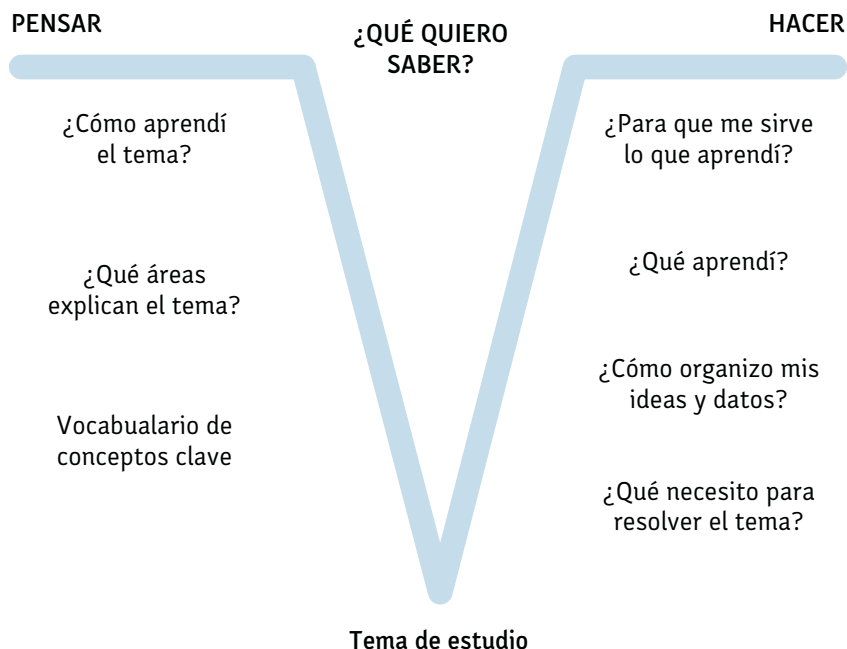 PENSAR
¿QUÉ QUIERO
SABER?
HACER
¿Cómo aprendí
el tema?
¿Qué áreas
explican el tema?
Vocabualario de
conceptos clave
¿Para que me sirve
lo que aprendí?
¿Qué aprendí?
¿Cómo organizo mis
ideas y datos?
¿Qué necesito para
resolver el tema?
Tema de estudio